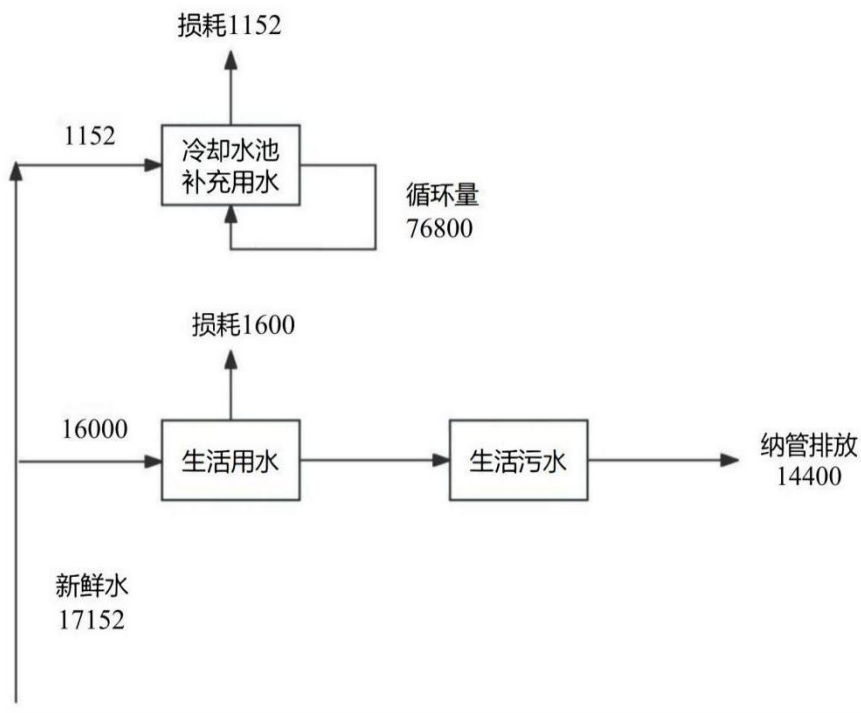 损耗1152
1152
冷却水池
补充用水
循环量
76800
损耗1600
16000
生活用水
生活污水
纳管排放
14400
新鲜水
17152